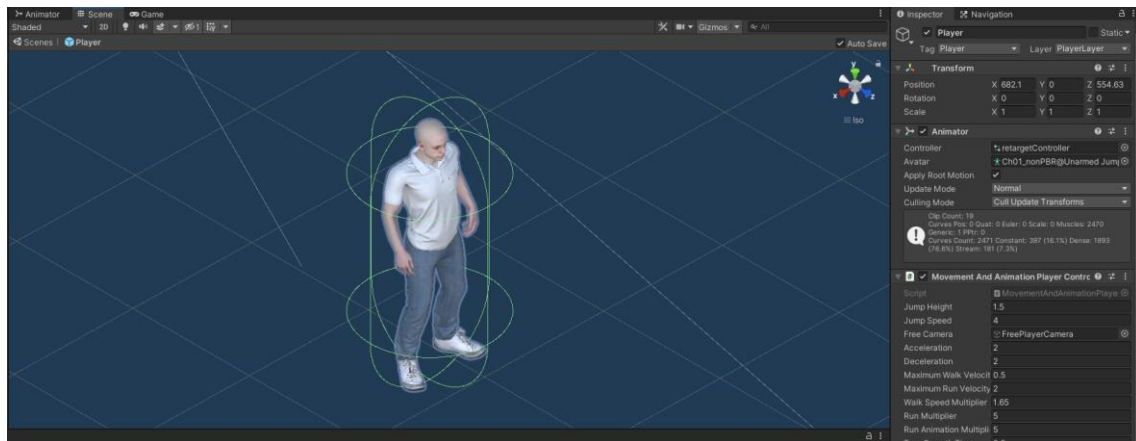 Animator Scene Game
Shaded 2D 1 Gizmos All
Scenes Player Auto Save
y
x z
Iso
Inspector Navigation
Player Static
Tag Player Layer PlayerLayer
Transform
Position X 682.1 Y 0 Z 554.63
Rotation X 0 Y 0 Z 0
Scale X 1 Y 1 Z 1
Animator
Controller retargetController
Avatar Ch01_nonPBR@Unarmed Jump
Apply Root Motion
Update Mode Normal
Culling Mode Cull Update Transforms
Clip Count: 19
Curves Pos: 0 Quat: 0 Euler: 0 Scale: 0 Muscles: 2470
Generic: 1 PPtr: 0
Curves Count: 2471 Constant: 397 (16.1%) Dense: 1893
(76.6%) Stream: 181 (7.3%)
Movement And Animation Player Contrc
Script MovementAndAnimationPlaye
Jump Height 1.5
Jump Speed 4
Free Camera FreePlayerCamera
Acceleration 2
Deceleration 2
Maximum Walk Velocit 0.5
Maximum Run Velocity 2
Walk Speed Multiplier 1.65
Run Multiplier 5
Run Animation Multipli 5